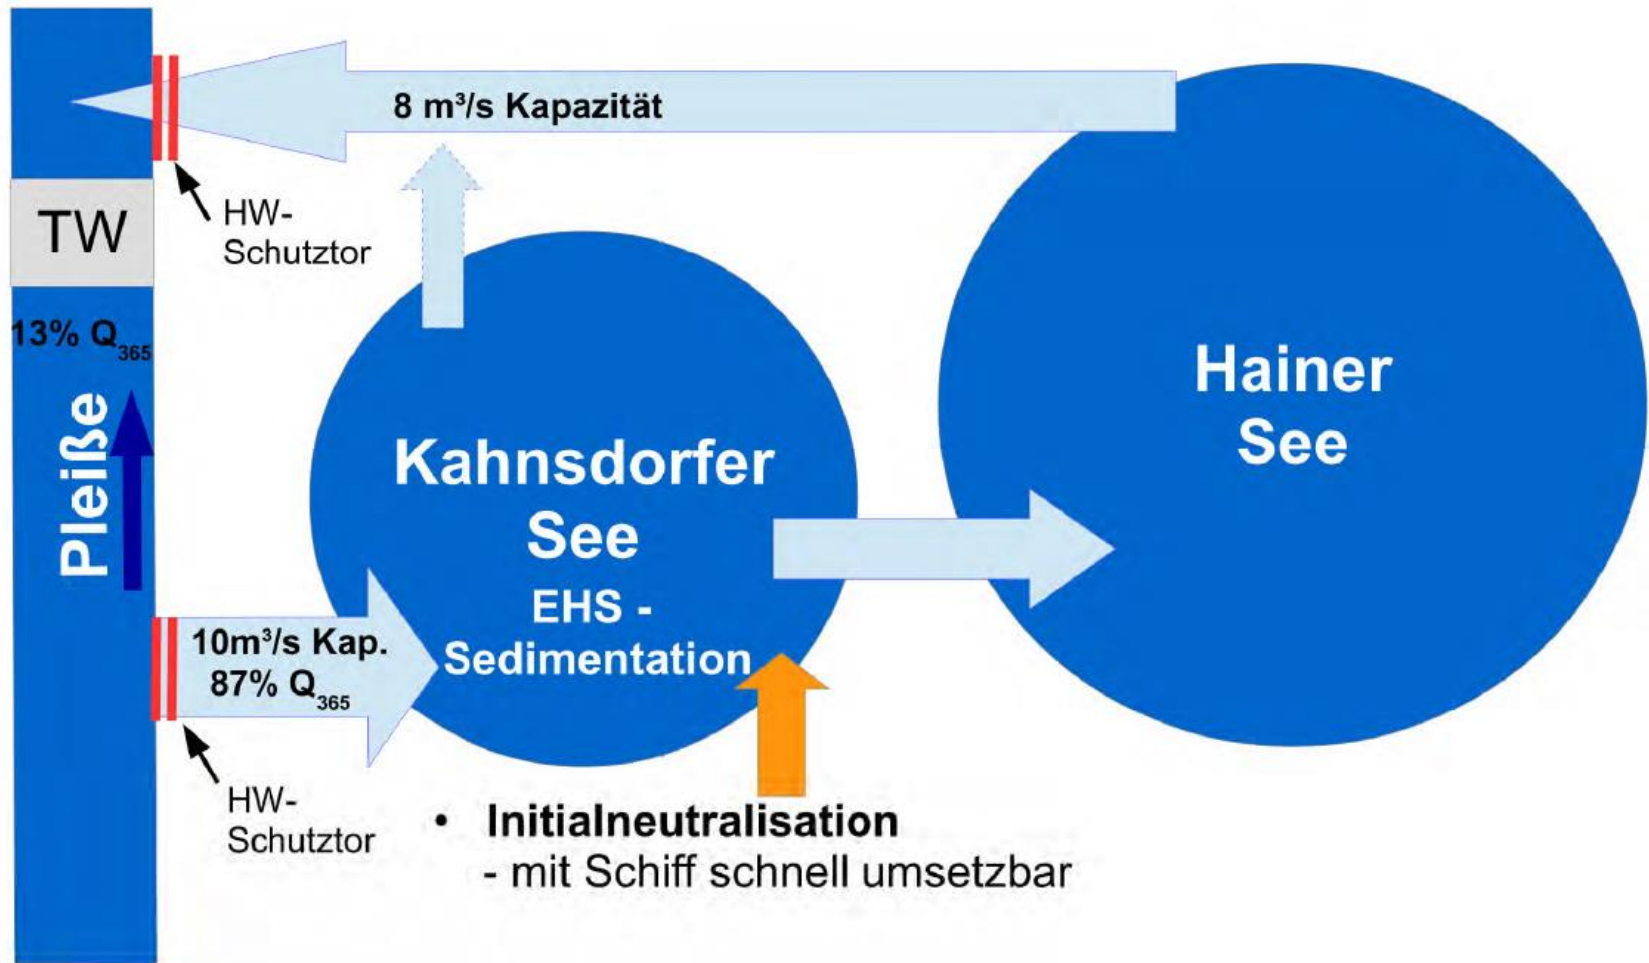 8 m³/s Kapazität
HW-
Schutztor
TW
13% Q₃₆₅
Pleiße
Kahnsdorfer
See
EHS -
Sedimentation
Hainer
See
10m³/s Kap.
87% Q₃₆₅
HW-
Schutztor
• Initialneutralisation
- mit Schiff schnell umsetzbar